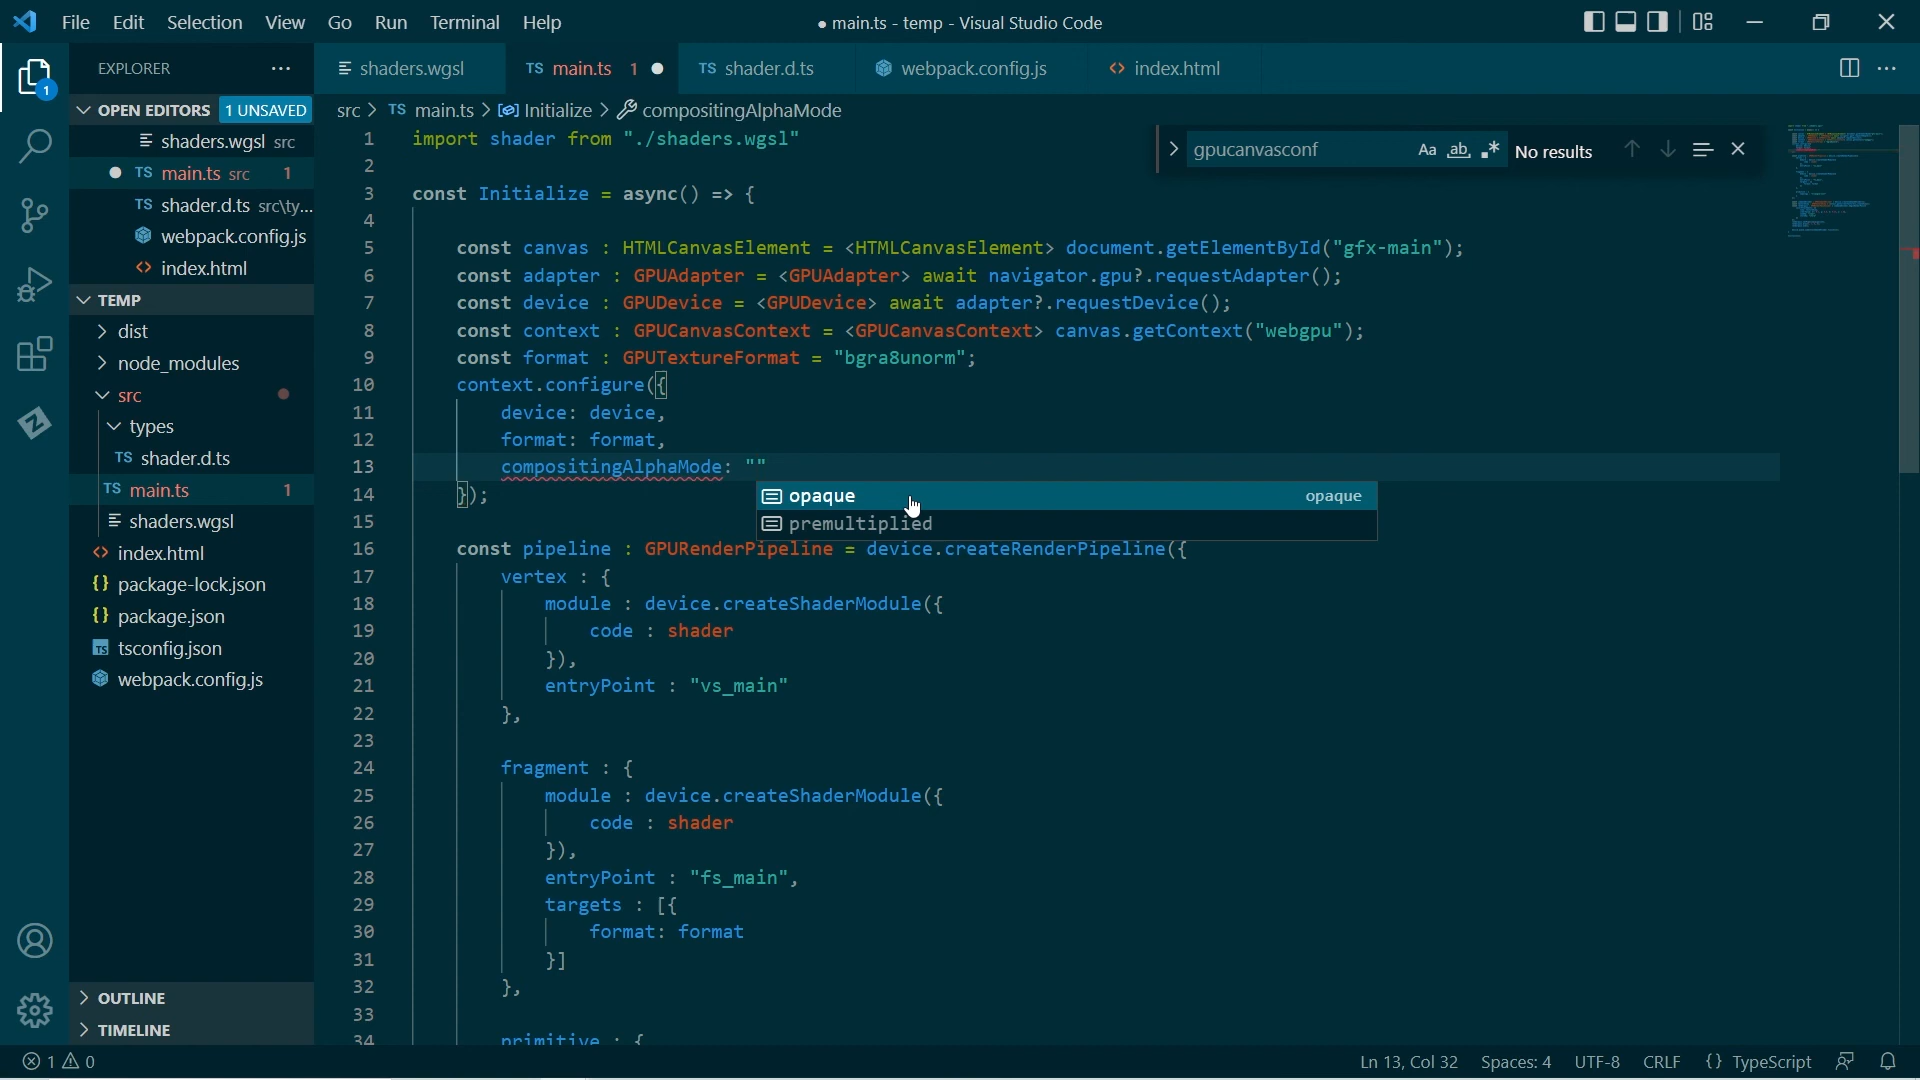 File Edit Selection View Go Run Terminal Help
● main.ts - temp - Visual Studio Code
EXPLORER
1
OPEN EDITORS 1 UNSAVED
shaders.wgsl src
TS main.ts src 1
TS shader.d.ts src\ty...
webpack.config.js
<> index.html
TEMP
dist
node_modules
src
types
TS shader.d.ts
TS main.ts 1
shaders.wgsl
<> index.html
{} package-lock.json
{} package.json
TS tsconfig.json
webpack.config.js
OUTLINE
TIMELINE
shaders.wgsl TS main.ts 1 ● TS shader.d.ts webpack.config.js <> index.html
src > TS main.ts > Initialize > compositingAlphaMode
gpucanvasconf Aa ab .* No results
1 import shader from "./shaders.wgsl"
2
3 const Initialize = async() => {
4
5 const canvas : HTMLCanvasElement = <HTMLCanvasElement> document.getElementById("gfx-main");
6 const adapter : GPUAdapter = <GPUAdapter> await navigator.gpu?.requestAdapter();
7 const device : GPUDevice = <GPUDevice> await adapter?.requestDevice();
8 const context : GPUCanvasContext = <GPUCanvasContext> canvas.getContext("webgpu");
9 const format : GPUTextureFormat = "bgra8unorm";
10 context.configure({
11 device: device,
12 format: format,
13 compositingAlphaMode: ""
14 });
opaque opaque
15
premultiplied
16 const pipeline : GPURenderPipeline = device.createRenderPipeline({
17 vertex : {
18 module : device.createShaderModule({
19 code : shader
20 }),
21 entryPoint : "vs_main"
22 },
23
24 fragment : {
25 module : device.createShaderModule({
26 code : shader
27 }),
28 entryPoint : "fs_main",
29 targets : [{
30 format: format
31 }]
32 },
33
34 primitive : {
1 0
Ln 13, Col 32 Spaces: 4 UTF-8 CRLF {} TypeScript